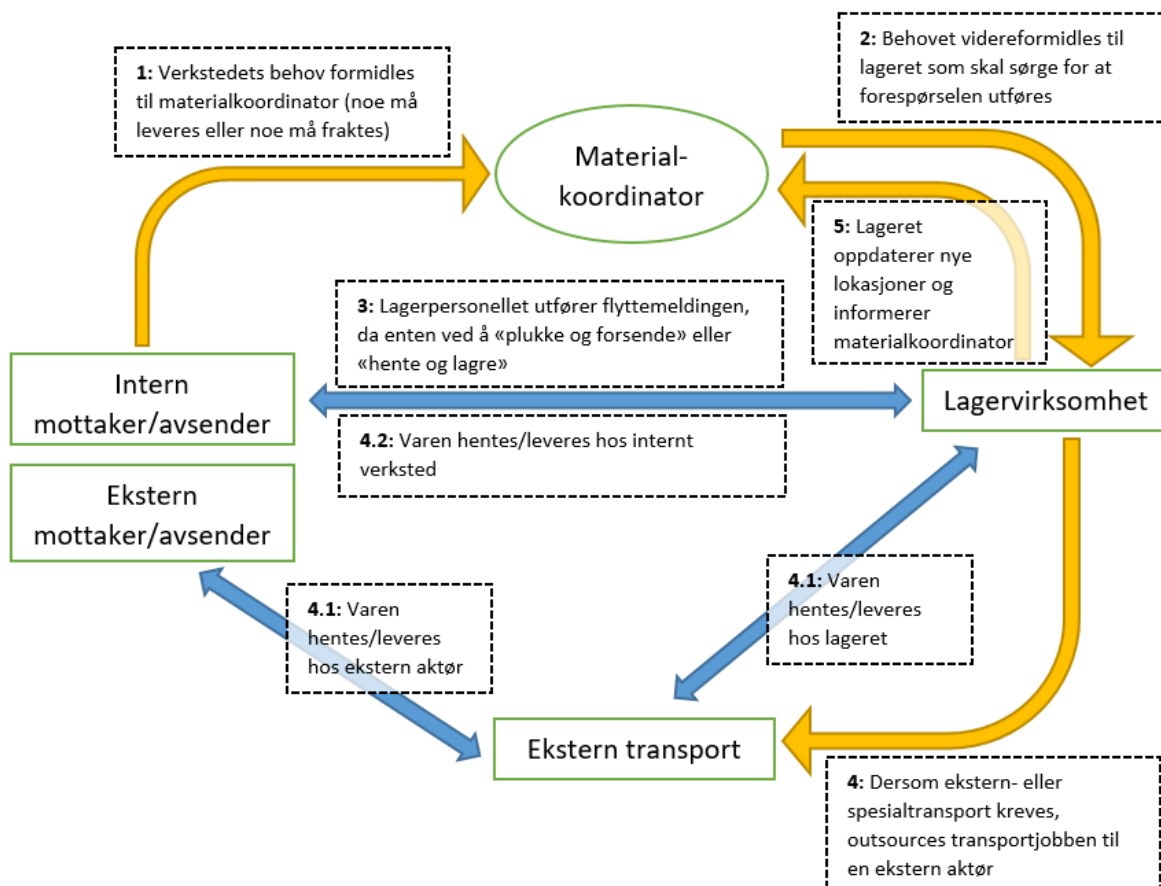 1: Verkstedets behov formidles
til materialkoordinator (noe må
leveres eller noe må fraktes)
2: Behovet videreformidles til
lageret som skal sørge for at
forespørselen utføres
Material-
koordinator
5: Lageret
oppdaterer nye
lokasjoner og
informerer
materialkoordinator
3: Lagerpersonellet utfører flyttemeldingen,
da enten ved å «plukke og forsende» eller
«hente og lagre»
Intern
mottaker/avsender
Lagervirksomhet
4.2: Varen hentes/leveres hos internt
verksted
Ekstern
mottaker/avsender
4.1: Varen
hentes/leveres
hos ekstern aktør
4.1: Varen
hentes/leveres
hos lageret
Ekstern transport
4: Dersom ekstern- eller
spesialtransport kreves,
outsources transportjobben til
en ekstern aktør